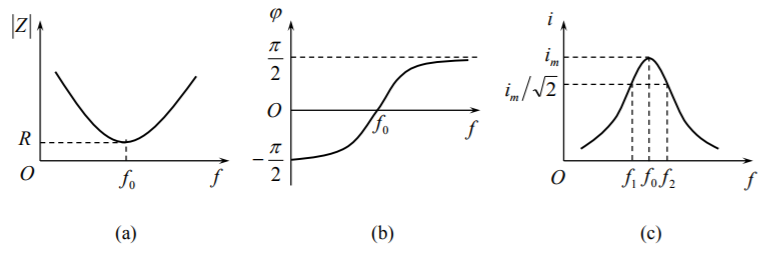 |Z|
R
O
f₀
f
(a)
φ
π/2
O
f₀
f
-π/2
(b)
i
iₘ
iₘ/√2
O
f₁ f₀ f₂
f
(c)